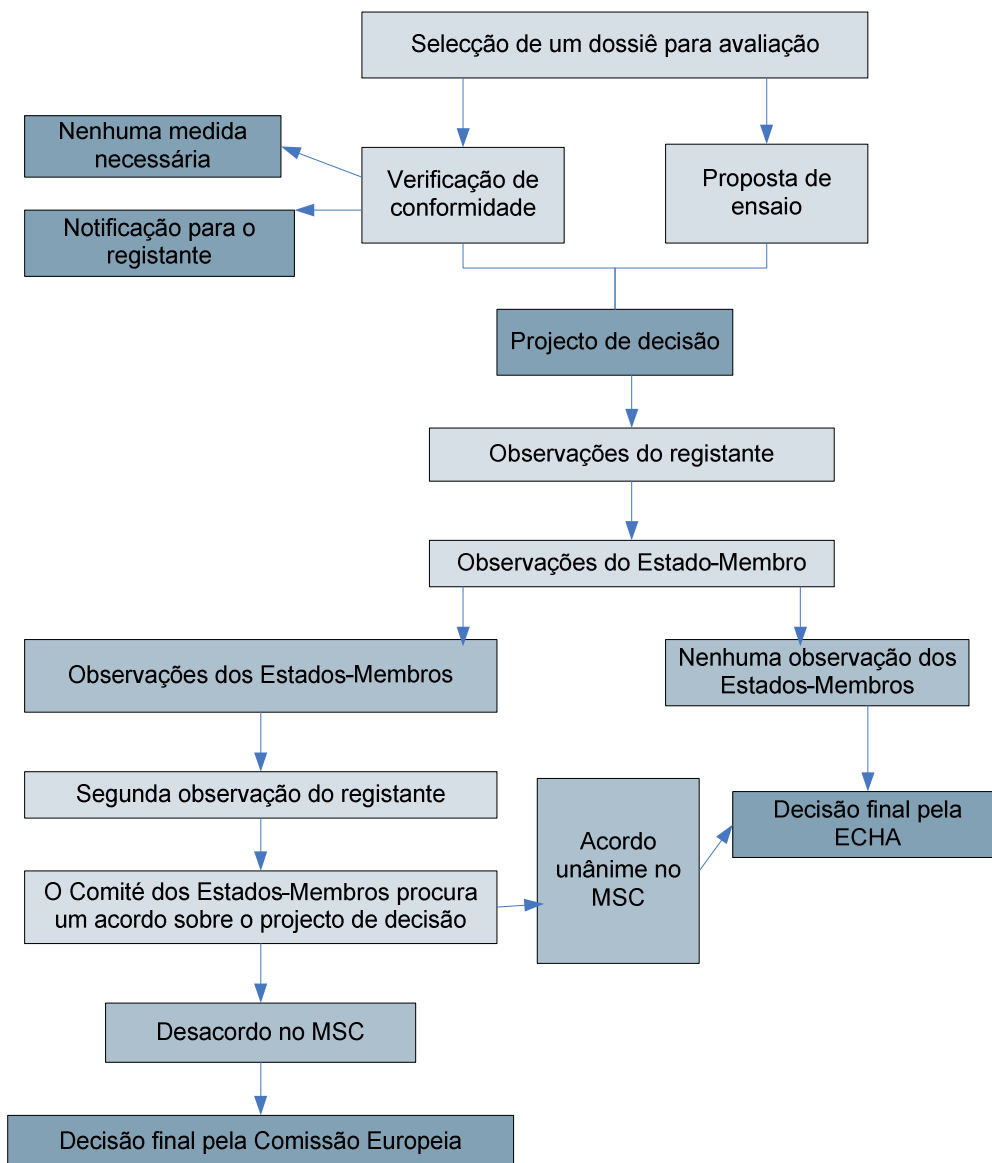 Selecção de um dossiê para avaliação
Nenhuma medida
necessária
Verificação de
conformidade
Proposta de
ensaio
Notificação para o
registante
Projecto de decisão
Observações do registante
Observações do Estado-Membro
Observações dos Estados-Membros
Nenhuma observação dos
Estados-Membros
Segunda observação do registante
Acordo
unânime no
MSC
Decisão final pela
ECHA
O Comité dos Estados-Membros procura
um acordo sobre o projecto de decisão
Desacordo no MSC
Decisão final pela Comissão Europeia